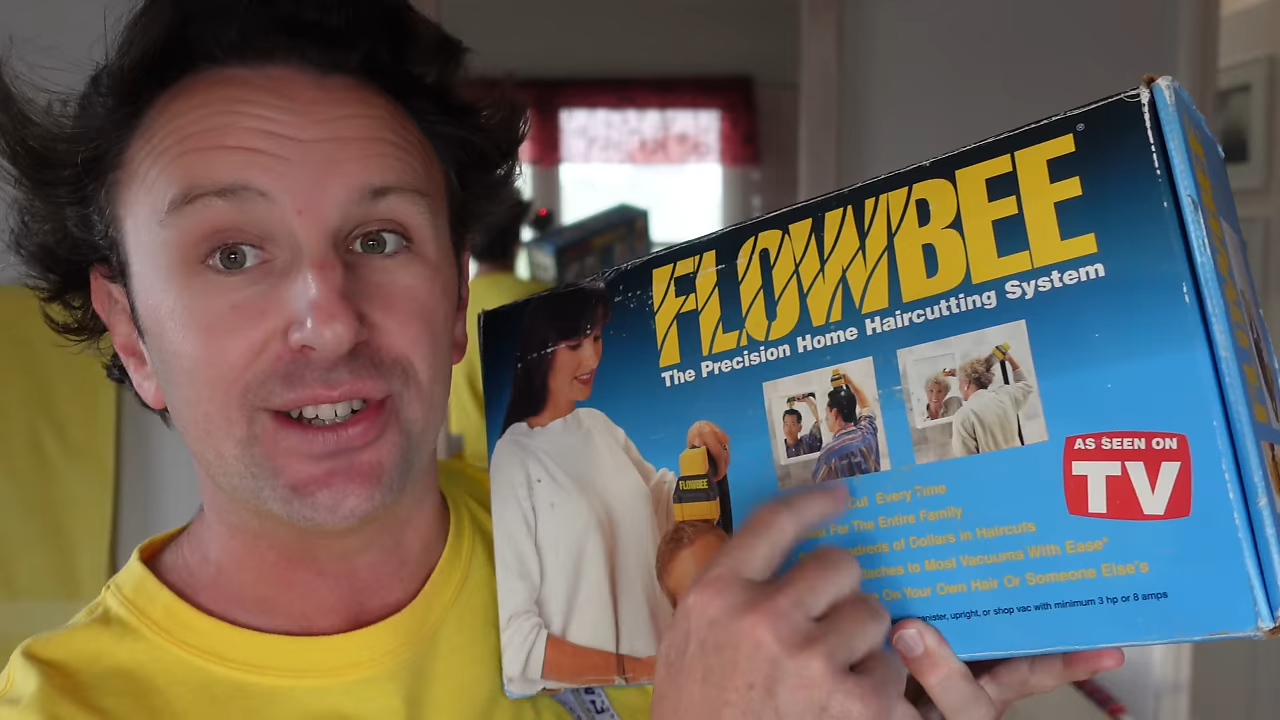 FLOWBEE®
The Precision Home Haircutting System
FLOWBEE
AS SEEN ON
TV
Cut Every Time
For The Entire Family
of Dollars in Haircuts
to Most Vacuums With Ease*
On Your Own Hair Or Someone Else's
upright, or shop vac with minimum 3 hp or 8 amps